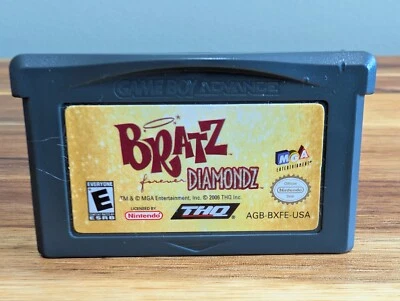 GAME BOY ADVANCE
BRATZ
forever DIAMONDZ
MGA
ENTERTAINMENT
EVERYONE
E
ESRB
TM & © MGA Entertainment, Inc. © 2006 THQ Inc.
LICENSED BY
Nintendo
THQ
Official
Nintendo
Seal
AGB-BXFE-USA